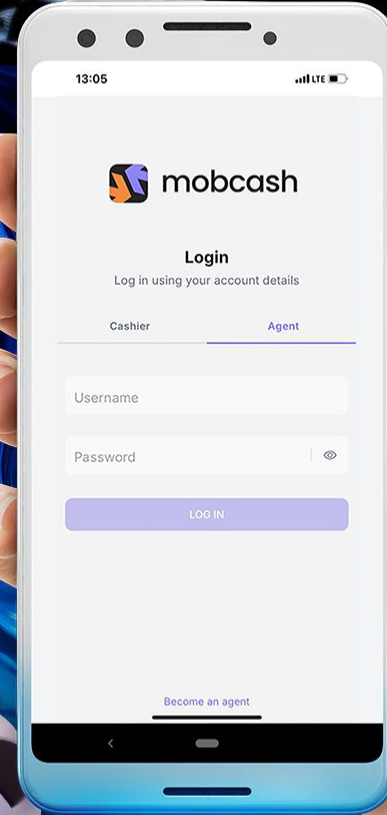 13:05
LTE
mobcash
Login
Log in using your account details
Cashier
Agent
Username
Password
LOG IN
Become an agent